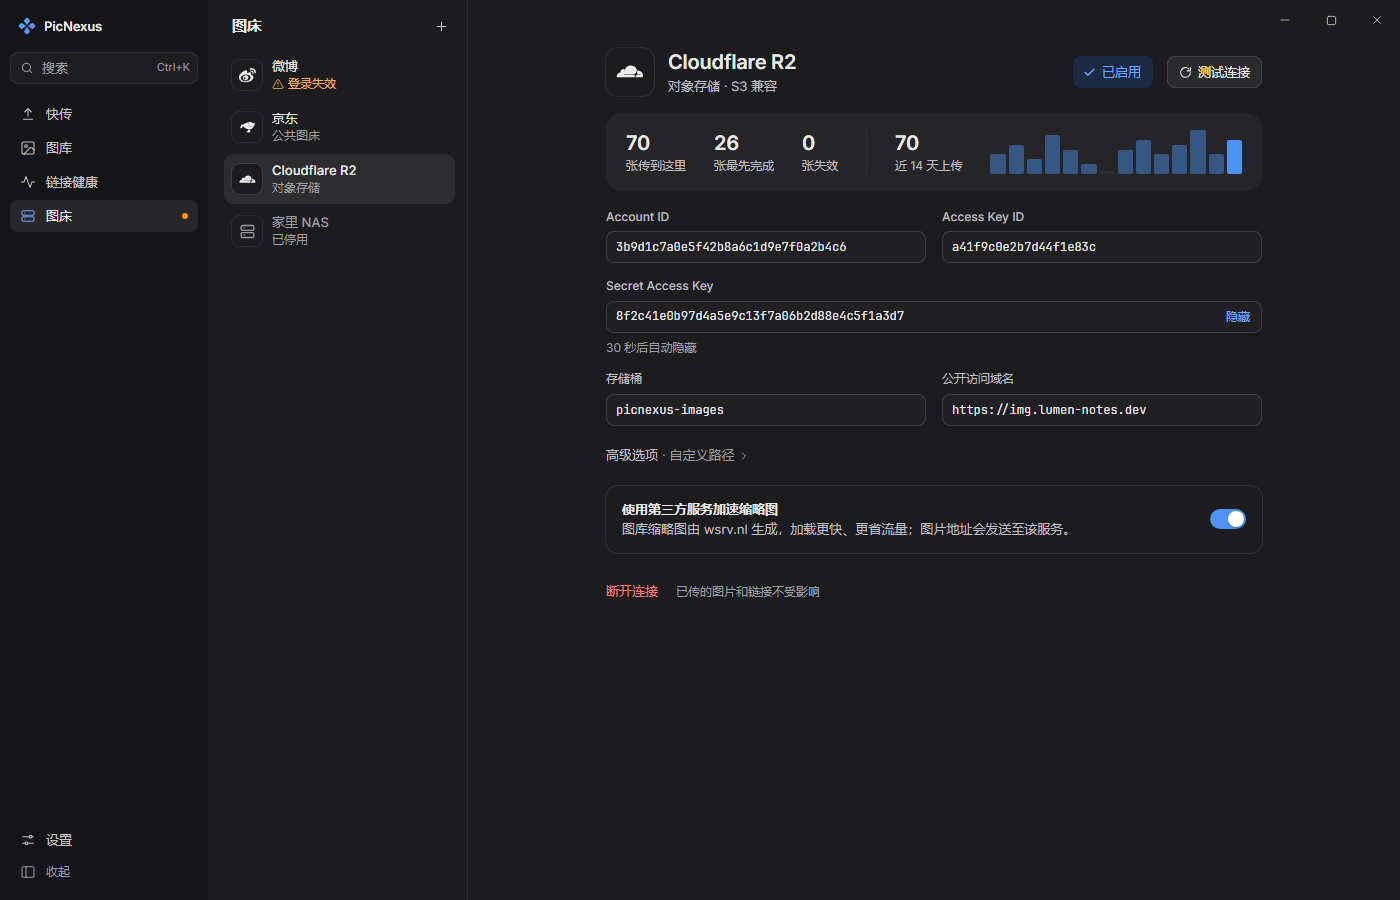 PicNexus
搜索
Ctrl+K
快传
图库
链接健康
图床
设置
收起
图床
微博
登录失效
京东
公共图床
Cloudflare R2
对象存储
家里 NAS
已停用
Cloudflare R2
对象存储 · S3 兼容
已启用
测试连接
70
张传到这里
26
张最先完成
0
张失效
70
近 14 天上传
Account ID
3b9d1c7a0e5f42b8a6c1d9e7f0a2b4c6
Access Key ID
a41f9c0e2b7d44f1e83c
Secret Access Key
8f2c41e0b97d4a5e9c13f7a06b2d88e4c5f1a3d7
隐藏
30 秒后自动隐藏
存储桶
picnexus-images
公开访问域名
https://img.lumen-notes.dev
高级选项 · 自定义路径
使用第三方服务加速缩略图
图库缩略图由 wsrv.nl 生成，加载更快、更省流量；图片地址会发送至该服务。
断开连接
已传的图片和链接不受影响